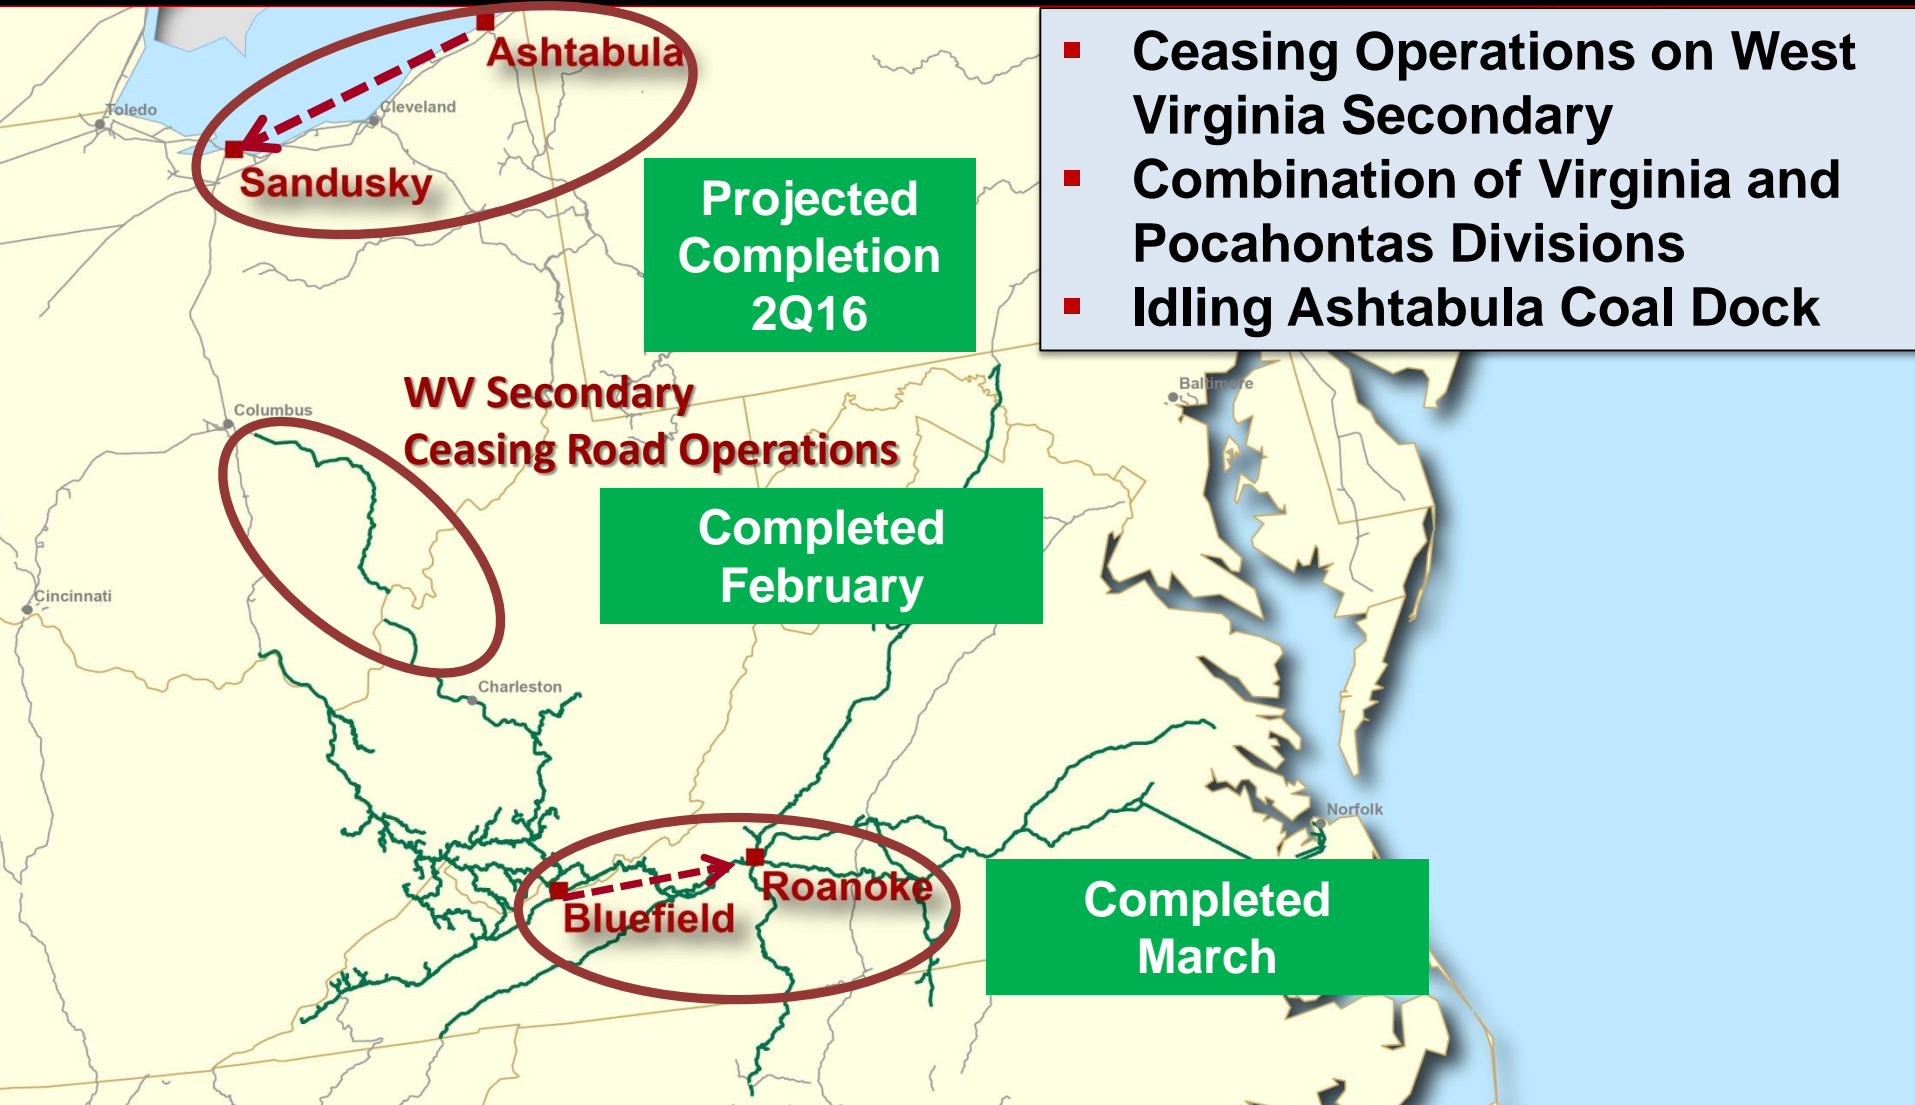 Ashtabula
Toledo
Cleveland
Sandusky
▪ Ceasing Operations on West
Virginia Secondary
▪ Combination of Virginia and
Pocahontas Divisions
▪ Idling Ashtabula Coal Dock
Projected
Completion
2Q16
WV Secondary
Ceasing Road Operations
Columbus
Baltimore
Completed
February
Cincinnati
Charleston
Norfolk
Roanoke
Bluefield
Completed
March